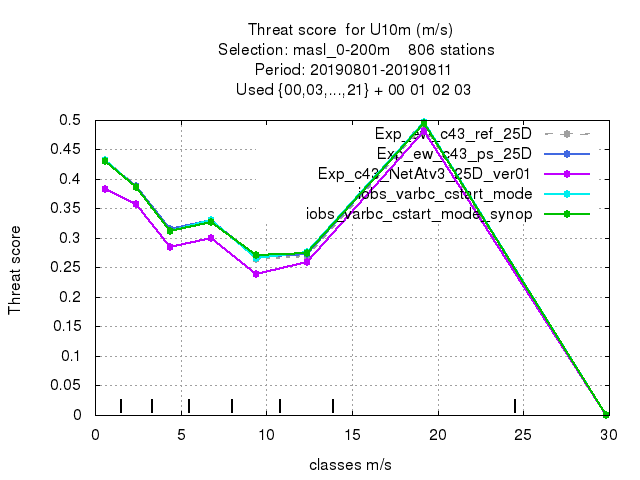 Threat score  for U10m (m/s)
Selection: masl_0-200m    806 stations
Period: 20190801-20190811
Used {00,03,...,21} + 00 01 02 03
0.5
0.45
0.4
0.35
0.3
0.25
0.2
0.15
0.1
0.05
0
Threat score
Exp_ew_c43_ref_25D
Exp_ew_c43_ps_25D
Exp_c43_NetAtv3_25D_ver01
iobs_varbc_cstart_mode
iobs_varbc_cstart_mode_synop
0 5 10 15 20 25 30
classes m/s